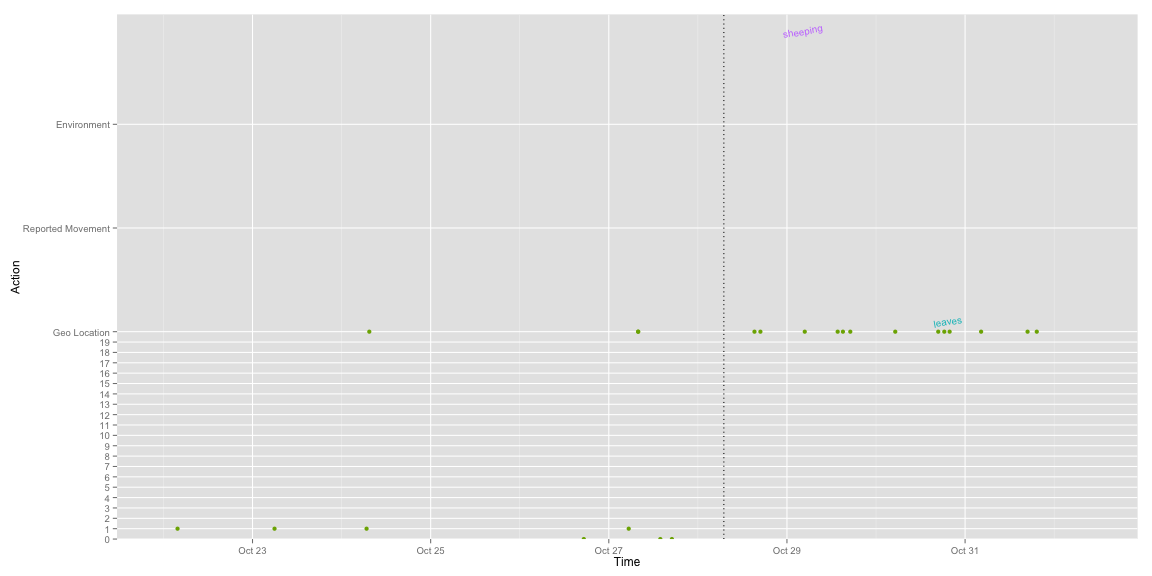 sheeping
Environment
Reported Movement
Action
leaves
Geo Location
19
18
17
16
15
14
13
12
11
10
9
8
7
6
5
4
3
2
1
0
Oct 23 Oct 25 Oct 27 Oct 29 Oct 31
Time